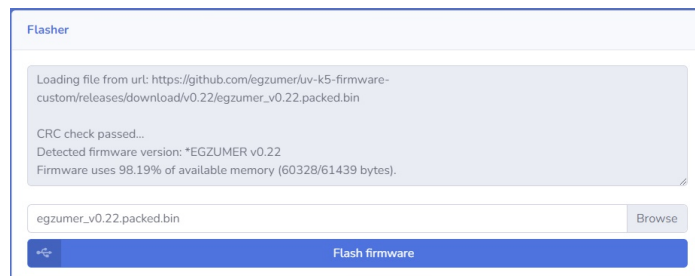 Flasher
Loading file from url: https://github.com/egzumer/uv-k5-firmware-
custom/releases/download/v0.22/egzumer_v0.22.packed.bin
CRC check passed...
Detected firmware version: *EGZUMER v0.22
Firmware uses 98.19% of available memory (60328/61439 bytes).
egzumer_v0.22.packed.bin Browse
Flash firmware